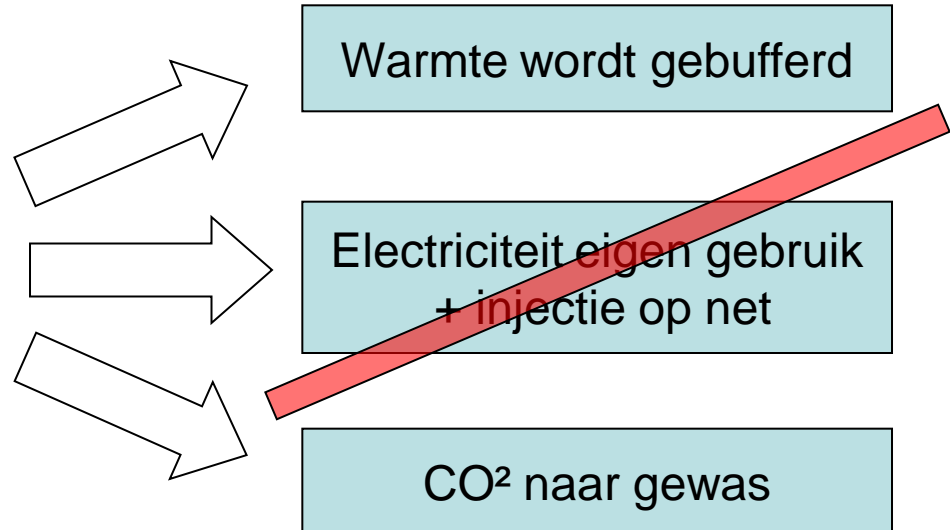 Warmte wordt gebufferd
Electriciteit eigen gebruik
+ injectie op net
CO² naar gewas